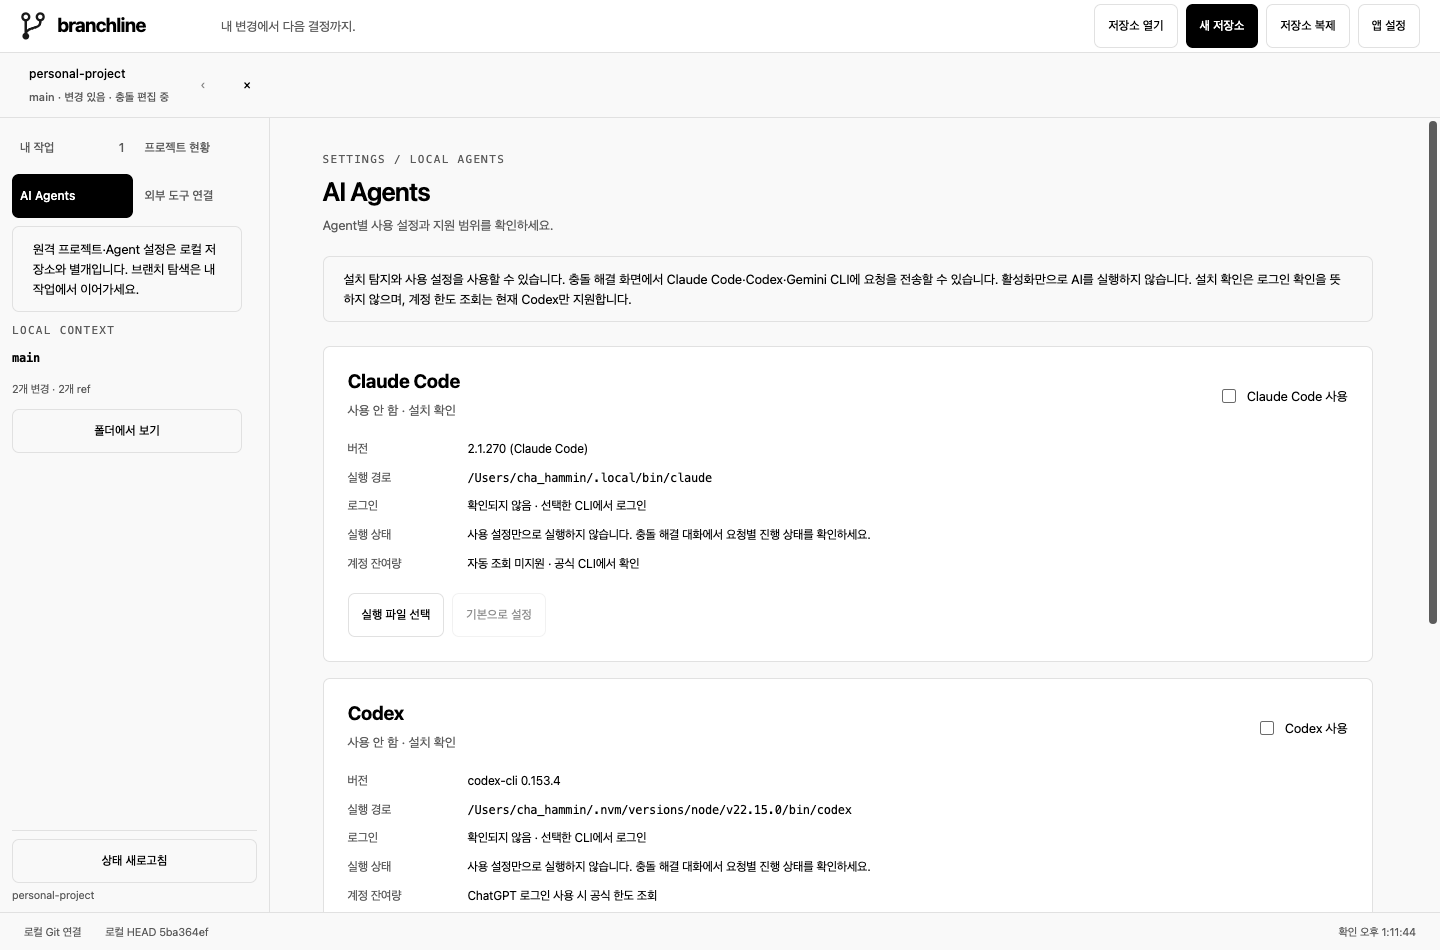 branchline
내 변경에서 다음 결정까지.
저장소 열기
새 저장소
저장소 복제
앱 설정
personal-project
main · 변경 있음 · 충돌 편집 중
‹
×
내 작업 1
프로젝트 현황
AI Agents
외부 도구 연결
원격 프로젝트·Agent 설정은 로컬 저
장소와 별개입니다. 브랜치 탐색은 내
작업에서 이어가세요.
LOCAL CONTEXT
main
2개 변경 · 2개 ref
폴더에서 보기
상태 새로고침
personal-project
SETTINGS / LOCAL AGENTS
AI Agents
Agent별 사용 설정과 지원 범위를 확인하세요.
설치 탐지와 사용 설정을 사용할 수 있습니다. 충돌 해결 화면에서 Claude Code·Codex·Gemini CLI에 요청을 전송할 수 있습니다. 활성화만으로 AI를 실행하지 않습니다. 설치 확인은 로그인 확인을 뜻
하지 않으며, 계정 한도 조회는 현재 Codex만 지원합니다.
Claude Code
사용 안 함 · 설치 확인
Claude Code 사용
버전 2.1.270 (Claude Code)
실행 경로 /Users/cha_hammin/.local/bin/claude
로그인 확인되지 않음 · 선택한 CLI에서 로그인
실행 상태 사용 설정만으로 실행하지 않습니다. 충돌 해결 대화에서 요청별 진행 상태를 확인하세요.
계정 잔여량 자동 조회 미지원 · 공식 CLI에서 확인
실행 파일 선택
기본으로 설정
Codex
사용 안 함 · 설치 확인
Codex 사용
버전 codex-cli 0.153.4
실행 경로 /Users/cha_hammin/.nvm/versions/node/v22.15.0/bin/codex
로그인 확인되지 않음 · 선택한 CLI에서 로그인
실행 상태 사용 설정만으로 실행하지 않습니다. 충돌 해결 대화에서 요청별 진행 상태를 확인하세요.
계정 잔여량 ChatGPT 로그인 사용 시 공식 한도 조회
로컬 Git 연결
로컬 HEAD 5ba364ef
확인 오후 1:11:44